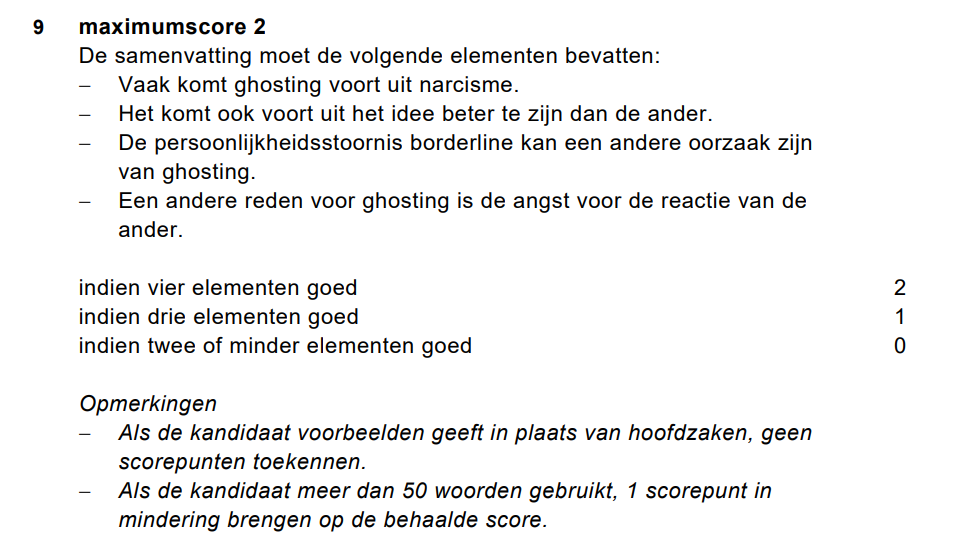 9 maximumscore 2
De samenvatting moet de volgende elementen bevatten:
− Vaak komt ghosting voort uit narcisme.
− Het komt ook voort uit het idee beter te zijn dan de ander.
− De persoonlijkheidsstoornis borderline kan een andere oorzaak zijn
van ghosting.
− Een andere reden voor ghosting is de angst voor de reactie van de
ander.
indien vier elementen goed 2
indien drie elementen goed 1
indien twee of minder elementen goed 0
Opmerkingen
− Als de kandidaat voorbeelden geeft in plaats van hoofdzaken, geen
scorepunten toekennen.
− Als de kandidaat meer dan 50 woorden gebruikt, 1 scorepunt in
mindering brengen op de behaalde score.